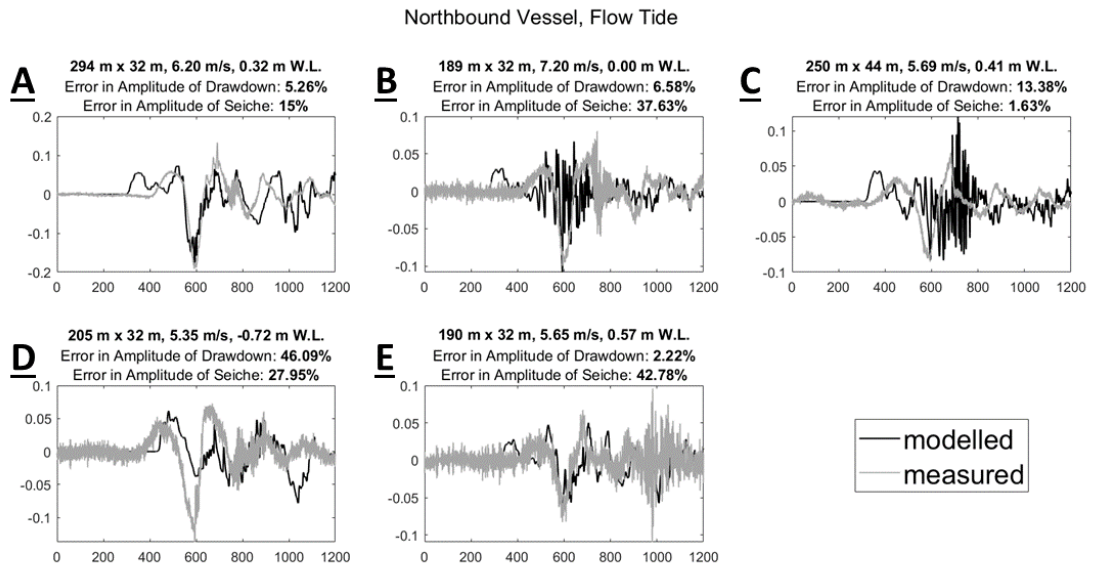 Northbound Vessel, Flow Tide
A
294 m x 32 m, 6.20 m/s, 0.32 m W.L.
Error in Amplitude of Drawdown: 5.26%
Error in Amplitude of Seiche: 15%
0.2
0.1
0
-0.1
-0.2
0 200 400 600 800 1000 1200
B
189 m x 32 m, 7.20 m/s, 0.00 m W.L.
Error in Amplitude of Drawdown: 6.58%
Error in Amplitude of Seiche: 37.63%
0.1
0.05
0
-0.05
-0.1
0 200 400 600 800 1000 1200
C
250 m x 44 m, 5.69 m/s, 0.41 m W.L.
Error in Amplitude of Drawdown: 13.38%
Error in Amplitude of Seiche: 1.63%
0.1
0.05
0
-0.05
-0.1
0 200 400 600 800 1000 1200
D
205 m x 32 m, 5.35 m/s, -0.72 m W.L.
Error in Amplitude of Drawdown: 46.09%
Error in Amplitude of Seiche: 27.95%
0.1
0.05
0
-0.05
-0.1
0 200 400 600 800 1000 1200
E
190 m x 32 m, 5.65 m/s, 0.57 m W.L.
Error in Amplitude of Drawdown: 2.22%
Error in Amplitude of Seiche: 42.78%
0.1
0.05
0
-0.05
-0.1
0 200 400 600 800 1000 1200
modelled
measured